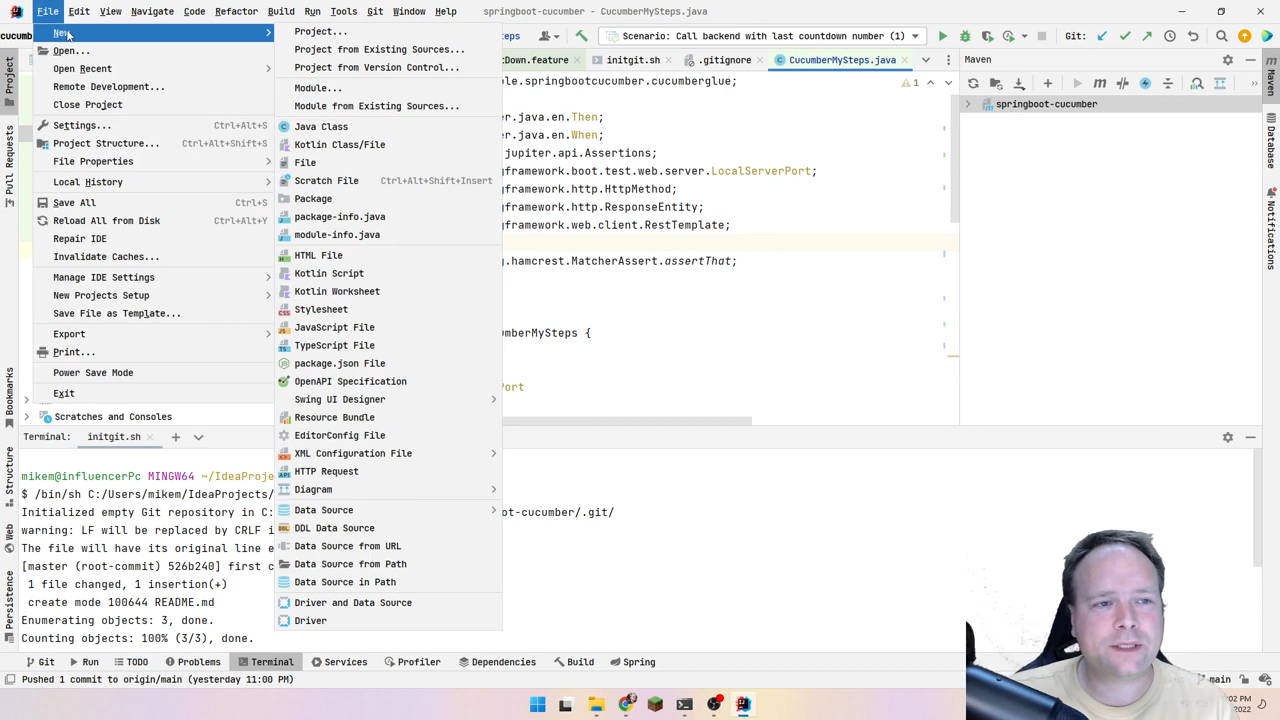 File Edit View Navigate Code Refactor Build Run Tools Git Window Help springboot-cucumber - CucumberMySteps.java
Scenario: Call backend with last countdown number (1) Git:
New
Open...
Open Recent
Remote Development...
Close Project
Settings... Ctrl+Alt+S
Project Structure... Ctrl+Alt+Shift+S
File Properties
Local History
Save All Ctrl+S
Reload All from Disk Ctrl+Alt+Y
Repair IDE
Invalidate Caches...
Manage IDE Settings
New Projects Setup
Save File as Template...
Export
Print...
Power Save Mode
Exit
Project...
Project from Existing Sources...
Project from Version Control...
Module...
Module from Existing Sources...
Java Class
Kotlin Class/File
File
Scratch File Ctrl+Alt+Shift+Insert
Package
package-info.java
module-info.java
HTML File
Kotlin Script
Kotlin Worksheet
Stylesheet
JavaScript File
TypeScript File
package.json File
OpenAPI Specification
Swing UI Designer
Resource Bundle
EditorConfig File
XML Configuration File
HTTP Request
Diagram
Data Source
DDL Data Source
Data Source from URL
Data Source from Path
Data Source in Path
Driver and Data Source
Driver
Down.feature init.sh .gitignore CucumberMySteps.java
le.springbootcucumber.cucumberglue; 1
er.java.en.Then;
er.java.en.When;
jupiter.api.Assertions;
gframework.boot.test.web.server.LocalServerPort;
gframework.http.HttpMethod;
gframework.http.ResponseEntity;
gframework.web.client.RestTemplate;
g.hamcrest.MatcherAssert.assertThat;
umberMySteps {
ort
Maven
springboot-cucumber
Project
Pull Requests
Bookmarks
Structure
Web
Persistence
Maven
Database
Notifications
Scratches and Consoles
Terminal: initgit.sh
mikem@influencerPc MINGW64 ~/IdeaProje
$ /bin/sh C:/Users/mikem/IdeaProjects/
Initialized empty Git repository in C: ot-cucumber/.git/
warning: LF will be replaced by CRLF i
The file will have its original line e
[master (root-commit) 526b240] first c
1 file changed, 1 insertion(+)
create mode 100644 README.md
Enumerating objects: 3, done.
Counting objects: 100% (3/3), done.
Git Run TODO Problems Terminal Services Profiler Dependencies Build Spring
Pushed 1 commit to origin/main (yesterday 11:00 PM) main